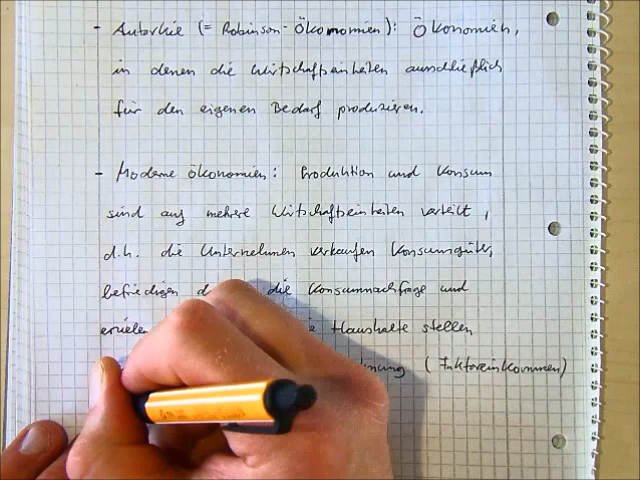 - Autarkie (= Robinson-Ökonomien): Ökonomien,
in denen die Wirtschaftseinheiten ausschließlich
für den eigenen Bedarf produzieren.
- Moderne Ökonomien: Produktion und Konsum
sind auf mehrere Wirtschaftseinheiten verteilt,
d.h. die Unternehmen verkaufen Konsumgüter,
befriedigen die Konsumnachfrage und
erzielen Haushalte stellen
(Faktoreinkommen)